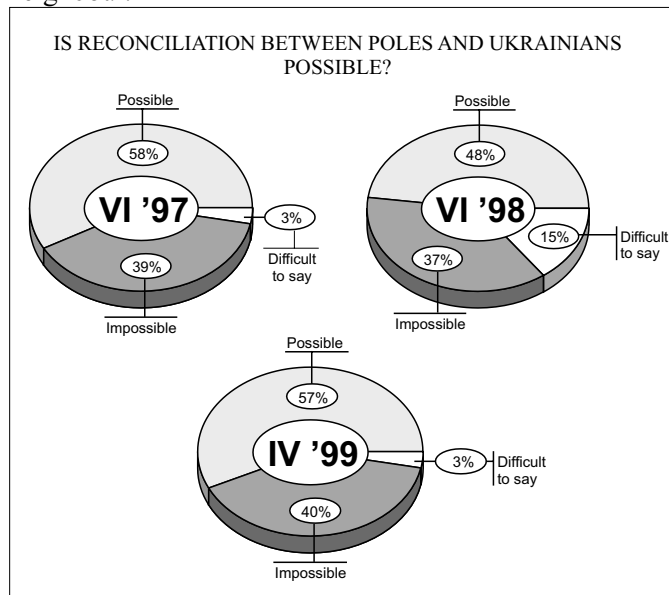 IS RECONCILIATION BETWEEN POLES AND UKRAINIANS
POSSIBLE?
Possible
58%
VI ’97
3%
Difficult
to say
39%
Impossible
Possible
48%
VI ’98
15%
Difficult
to say
37%
Impossible
Possible
57%
IV ’99
3%
Difficult
to say
40%
Impossible